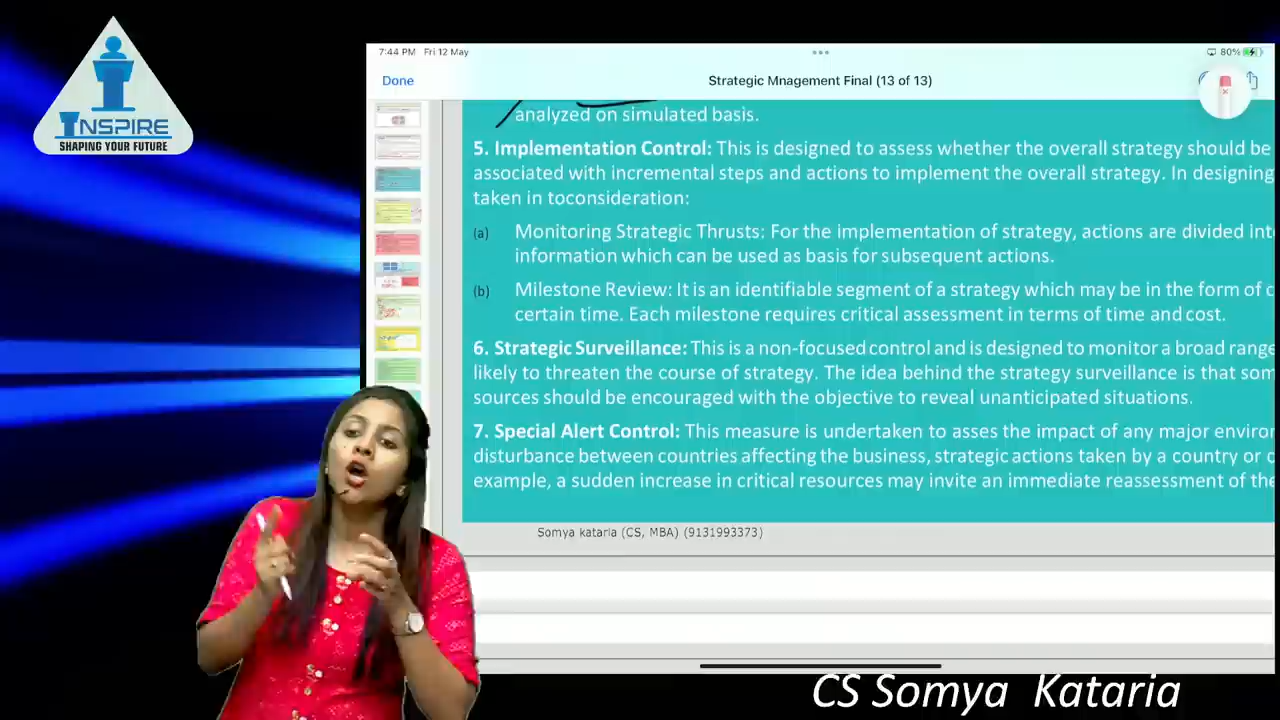 INSPIRE
SHAPING YOUR FUTURE
7:44 PM Fri 12 May
80%
Done
Strategic Mnagement Final (13 of 13)
analyzed on simulated basis.
5. Implementation Control: This is designed to assess whether the overall strategy should be
associated with incremental steps and actions to implement the overall strategy. In designing
taken in toconsideration:
(a) Monitoring Strategic Thrusts: For the implementation of strategy, actions are divided int
information which can be used as basis for subsequent actions.
(b) Milestone Review: It is an identifiable segment of a strategy which may be in the form of c
certain time. Each milestone requires critical assessment in terms of time and cost.
6. Strategic Surveillance: This is a non-focused control and is designed to monitor a broad range
likely to threaten the course of strategy. The idea behind the strategy surveillance is that som
sources should be encouraged with the objective to reveal unanticipated situations.
7. Special Alert Control: This measure is undertaken to asses the impact of any major enviror
disturbance between countries affecting the business, strategic actions taken by a country or c
example, a sudden increase in critical resources may invite an immediate reassessment of the
Somya kataria (CS, MBA) (9131993373)
CS Somya Kataria